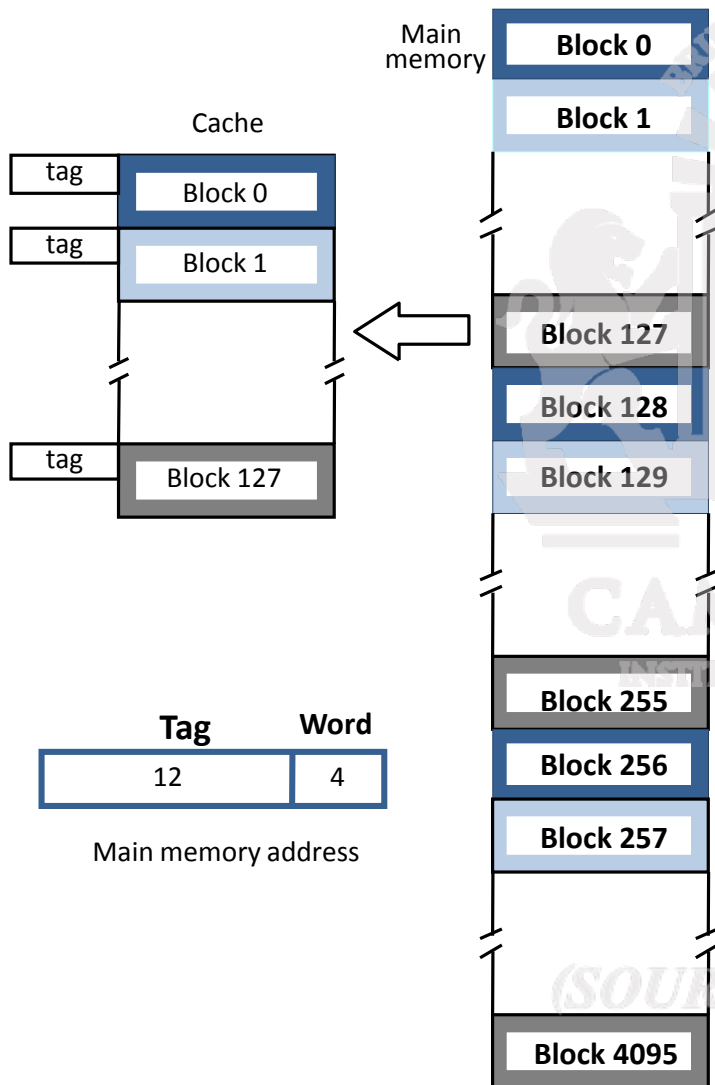 Main
memory
Block 0
Block 1
Cache
tag
Block 0
tag
Block 1
Block 127
Block 128
tag
Block 127
Block 129
Block 255
Tag
Word
Block 256
12
4
Block 257
Main memory address
(SOUR
Block 4095